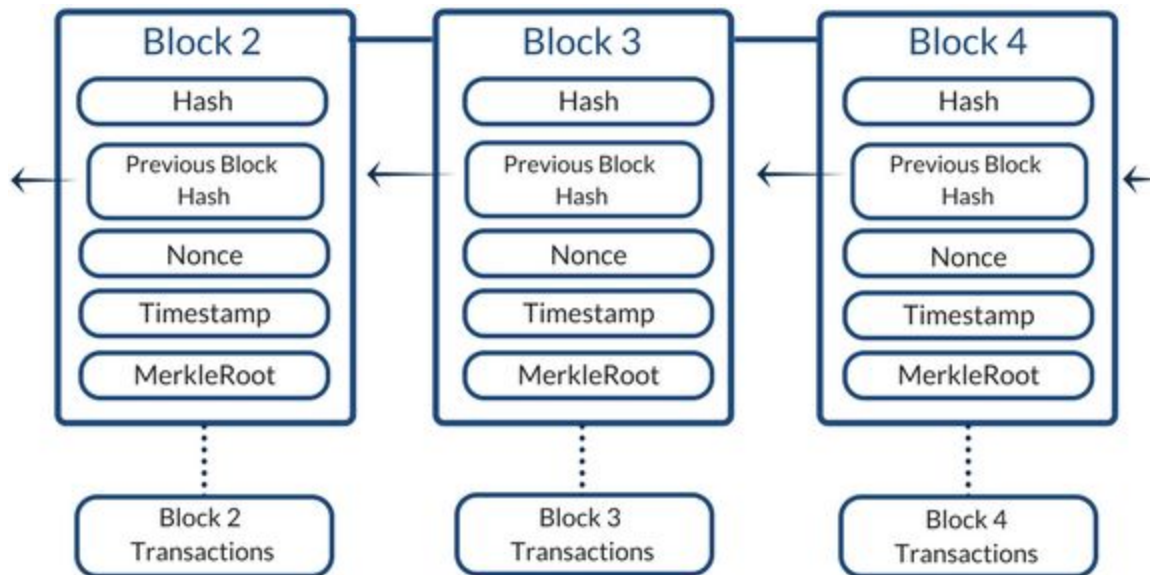 Block 2
Hash
Previous Block
Hash
Nonce
Timestamp
MerkleRoot
Block 2
Transactions
Block 3
Hash
Previous Block
Hash
Nonce
Timestamp
MerkleRoot
Block 3
Transactions
Block 4
Hash
Previous Block
Hash
Nonce
Timestamp
MerkleRoot
Block 4
Transactions